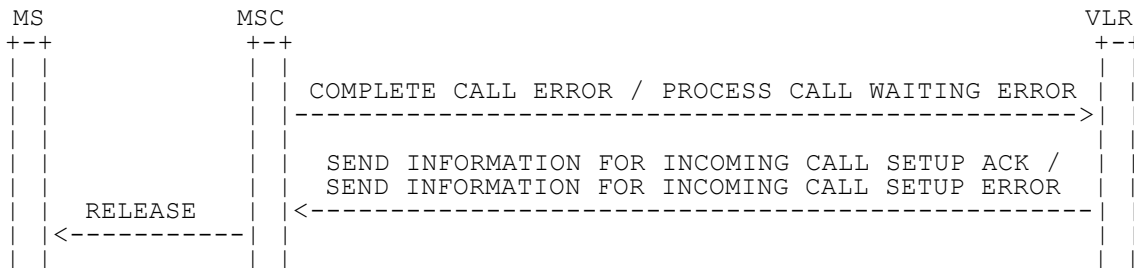 MS MSC VLR
COMPLETE CALL ERROR / PROCESS CALL WAITING ERROR
SEND INFORMATION FOR INCOMING CALL SETUP ACK /
SEND INFORMATION FOR INCOMING CALL SETUP ERROR
RELEASE